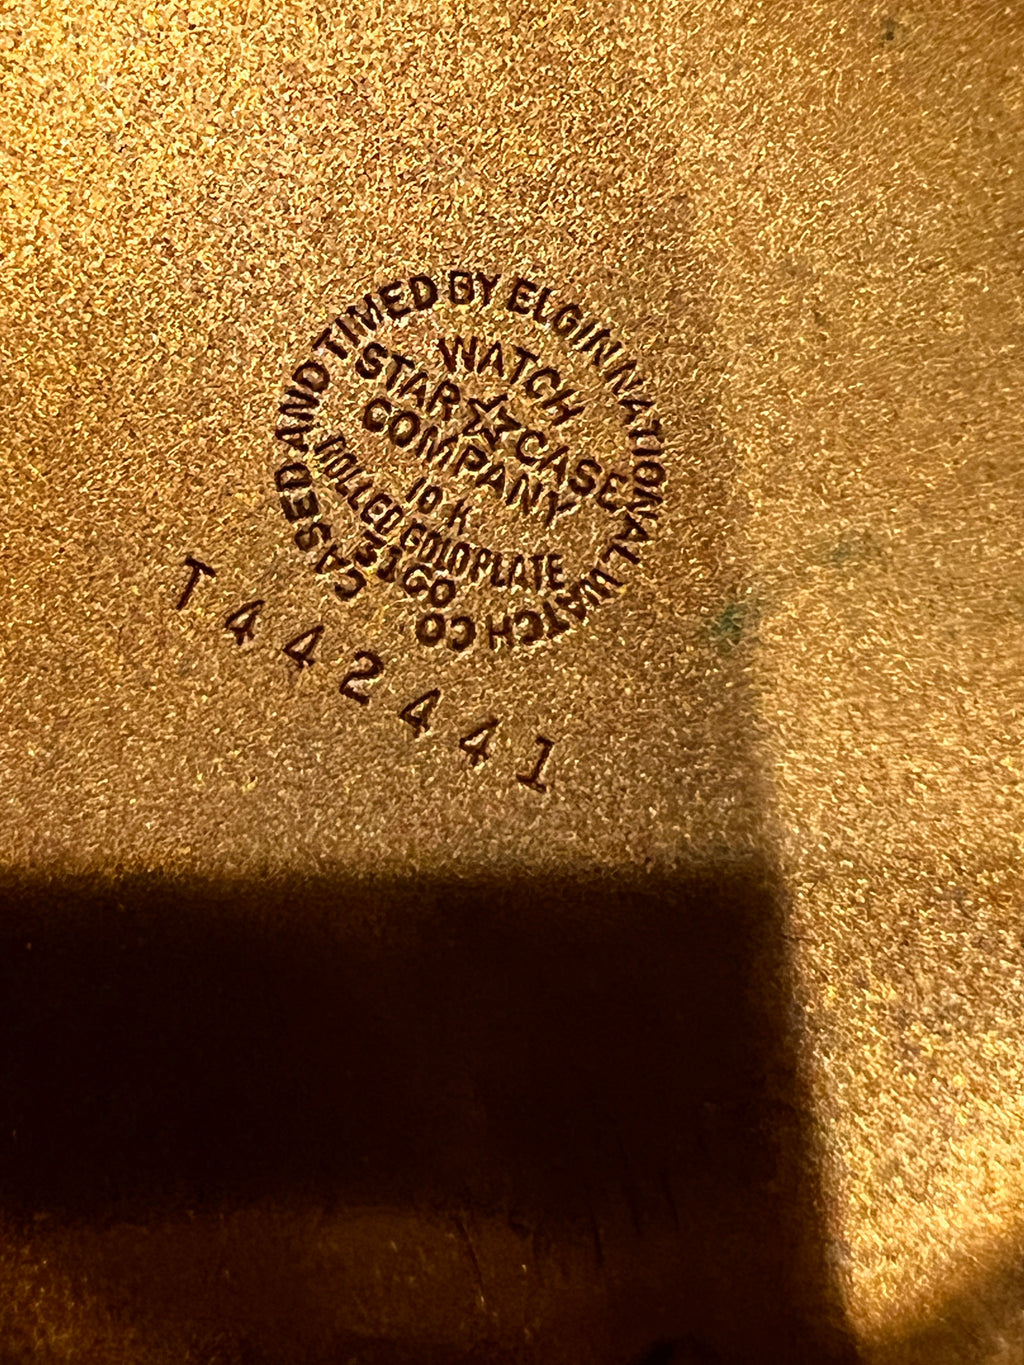 CASED AND TIMED BY ELGIN NATIONAL WATCH CO
STAR WATCH CASE
COMPANY
10 K
ROLLED GOLD PLATE
T442441